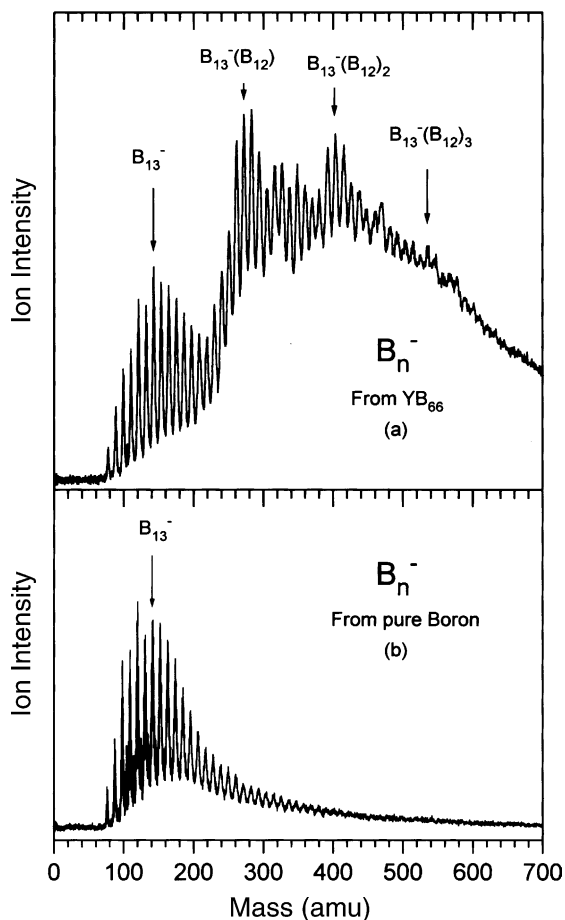 B₁₃⁻(B₁₂)
B₁₃⁻(B₁₂)₂
B₁₃⁻(B₁₂)₃
B₁₃⁻
Ion Intensity
Bₙ⁻
From YB₆₆
(a)
B₁₃⁻
Bₙ⁻
From pure Boron
(b)
Ion Intensity
0 100 200 300 400 500 600 700
Mass (amu)